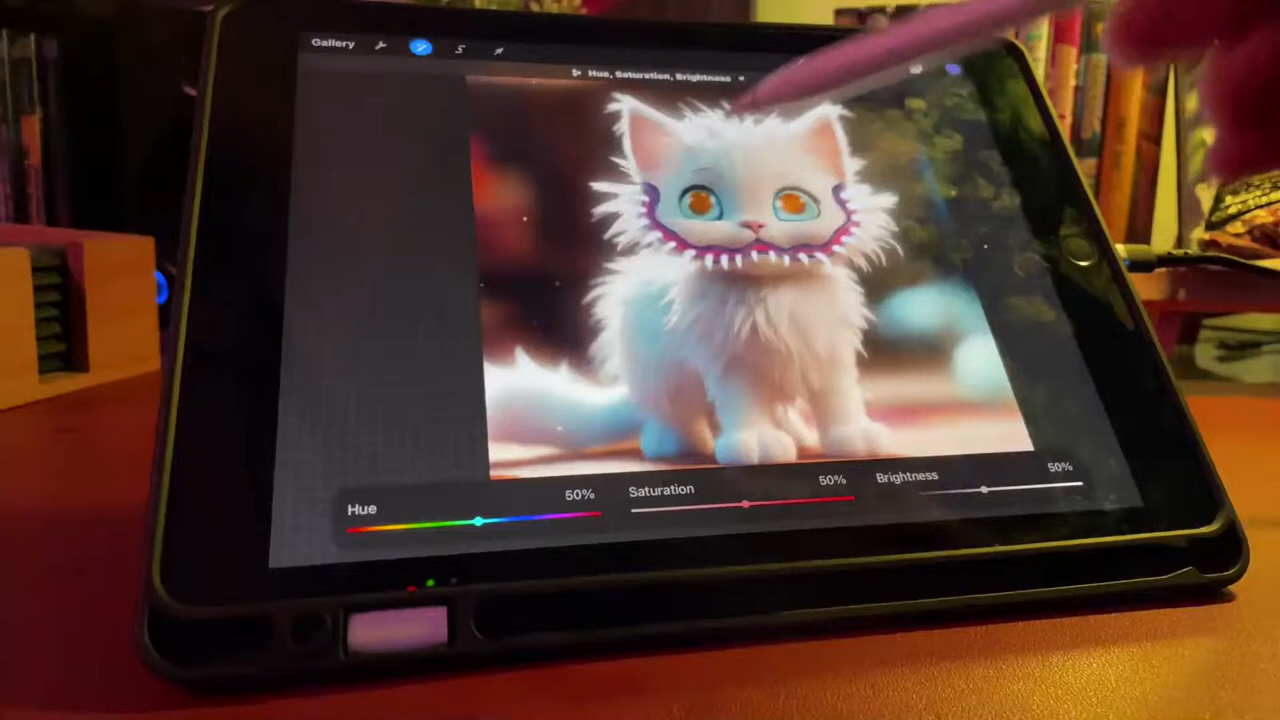 Gallery
Hue, Saturation, Brightness
Hue 50%
Saturation 50%
Brightness 50%